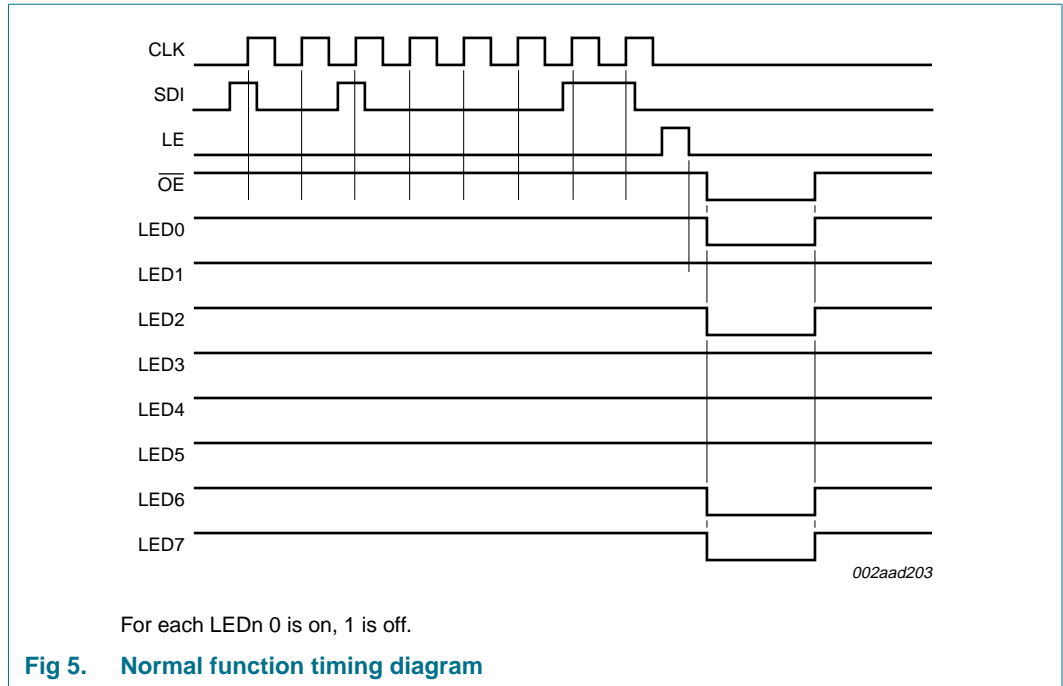 CLK
SDI
LE
OE
LED0
LED1
LED2
LED3
LED4
LED5
LED6
LED7
002aad203
For each LEDn 0 is on, 1 is off.
Fig 5. Normal function timing diagram